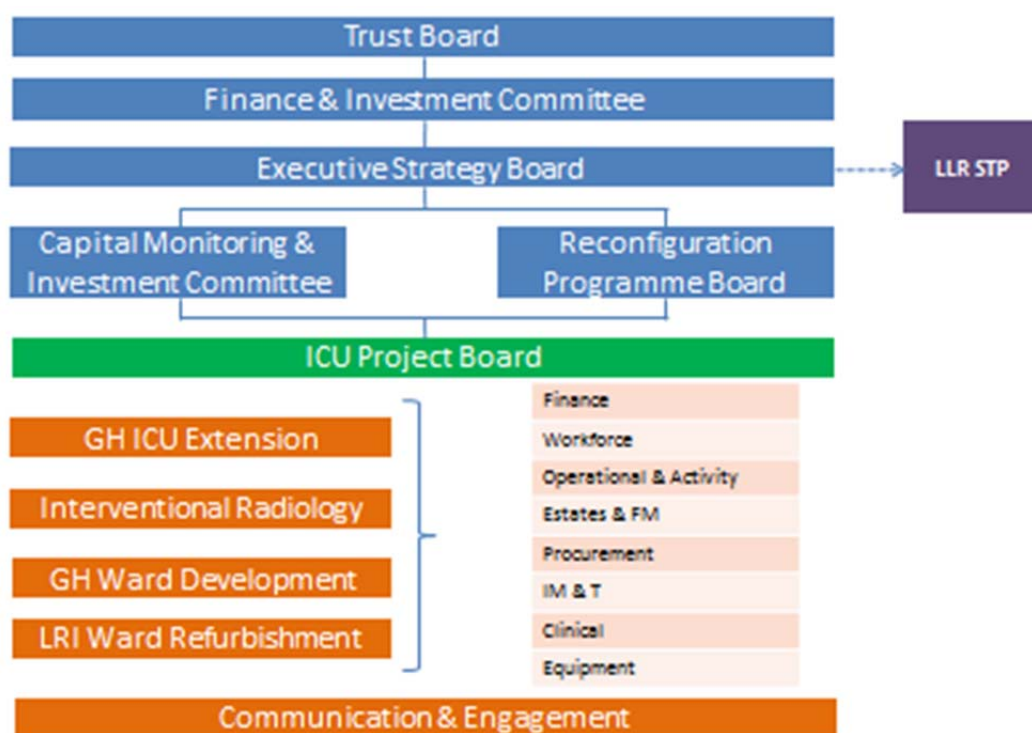 Trust Board
Finance & Investment Committee
Executive Strategy Board
LLR STP
Capital Monitoring &
Investment Committee
Reconfiguration
Programme Board
ICU Project Board
GH ICU Extension
Interventional Radiology
GH Ward Development
LRI Ward Refurbishment
Finance
Workforce
Operational & Activity
Estates & FM
Procurement
IM & T
Clinical
Equipment
Communication & Engagement